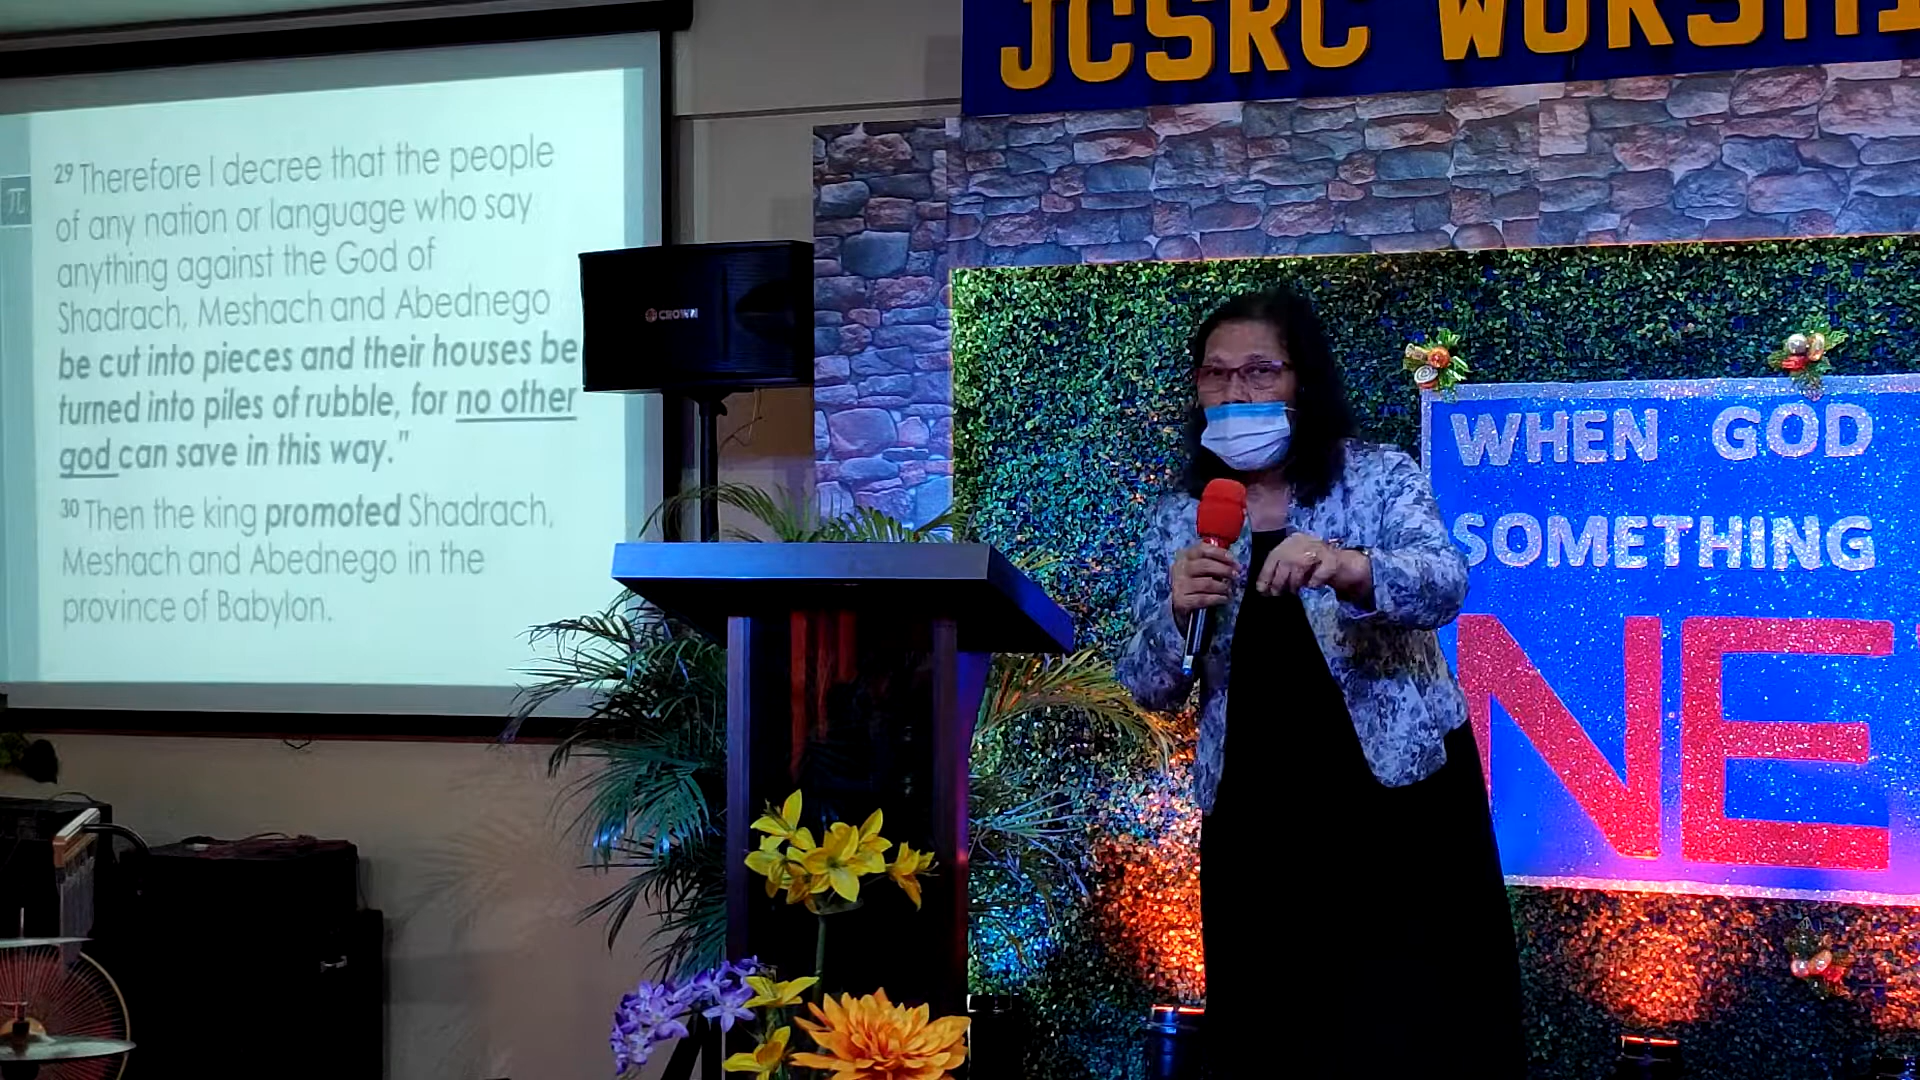 29 Therefore I decree that the people
of any nation or language who say
anything against the God of
Shadrach, Meshach and Abednego
be cut into pieces and their houses be
turned into piles of rubble, for no other
god can save in this way."
30 Then the king promoted Shadrach,
Meshach and Abednego in the
province of Babylon.
π
CROWN
JCSRC WORSHI
WHEN GOD
SOMETHING
NE